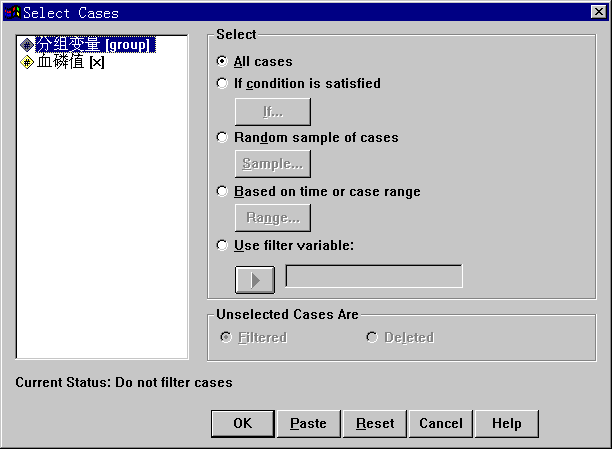 Select Cases
分组变量 [group]
血磷值 [x]
Select
All cases
If condition is satisfied
If...
Random sample of cases
Sample...
Based on time or case range
Range...
Use filter variable:
Unselected Cases Are
Filtered
Deleted
Current Status: Do not filter cases
OK
Paste
Reset
Cancel
Help